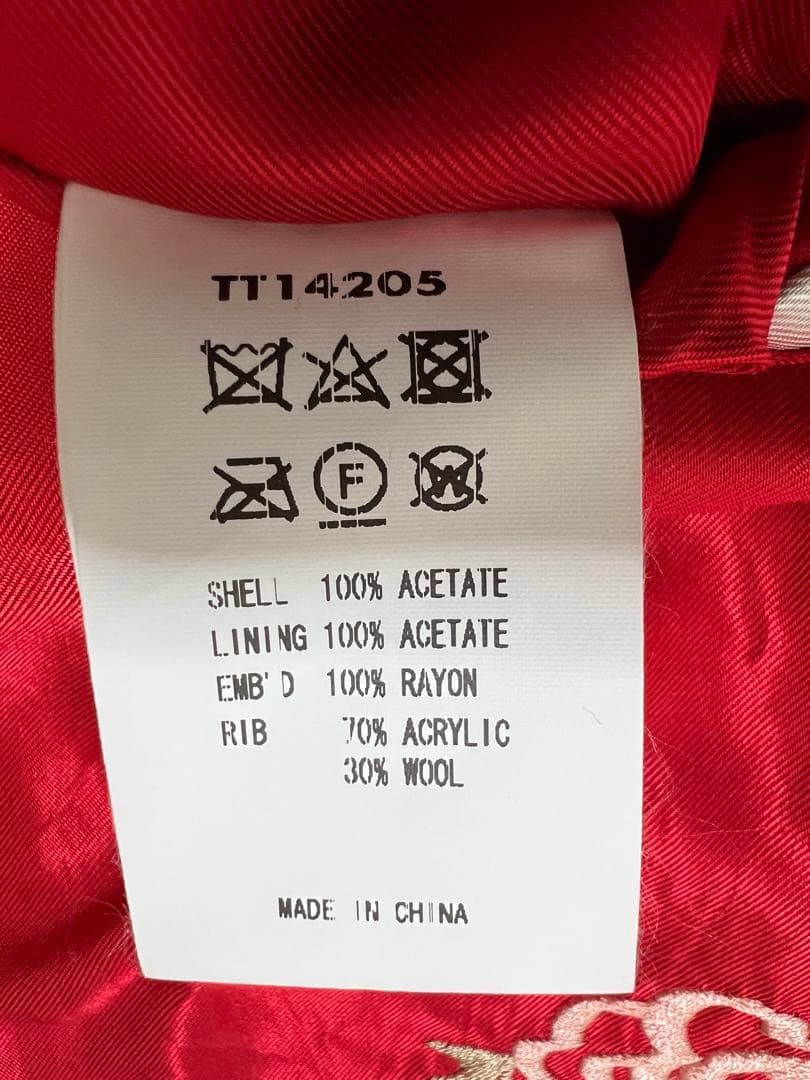 TT14205
F
W
SHELL 100% ACETATE
LINING 100% ACETATE
EMB'D 100% RAYON
RIB 70% ACRYLIC
30% WOOL
MADE IN CHINA